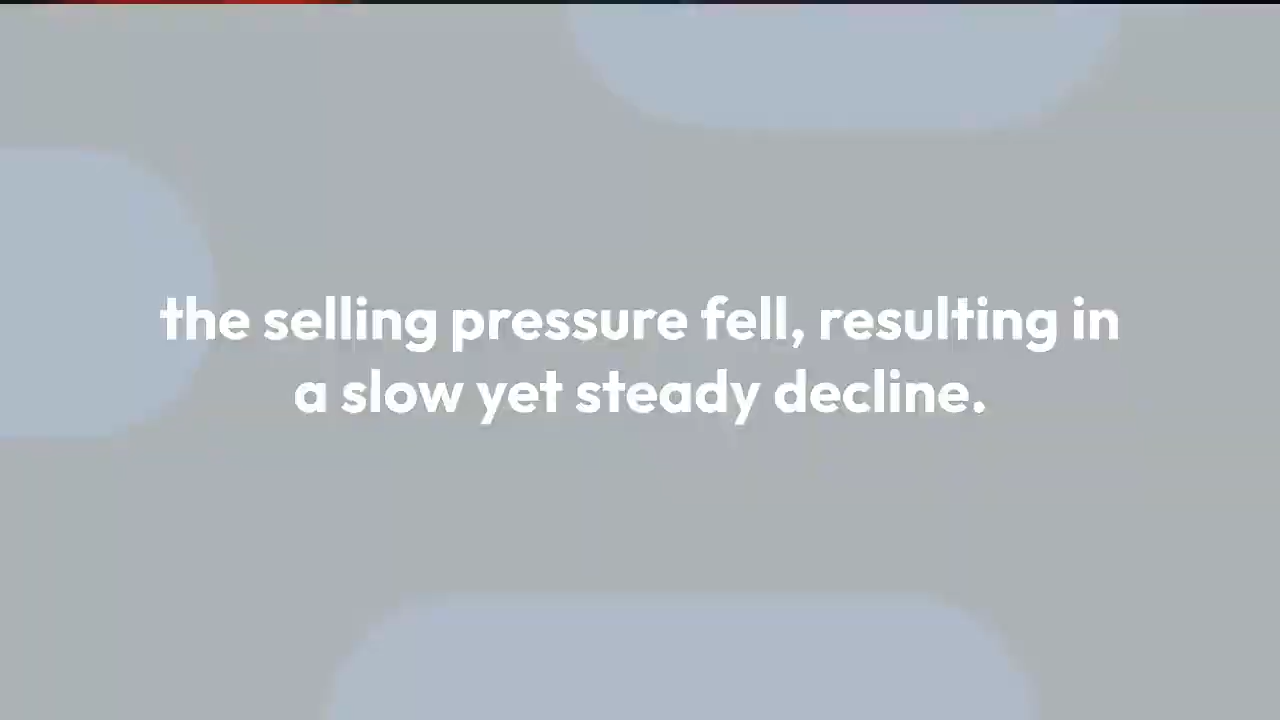 the selling pressure fell, resulting in
a slow yet steady decline.